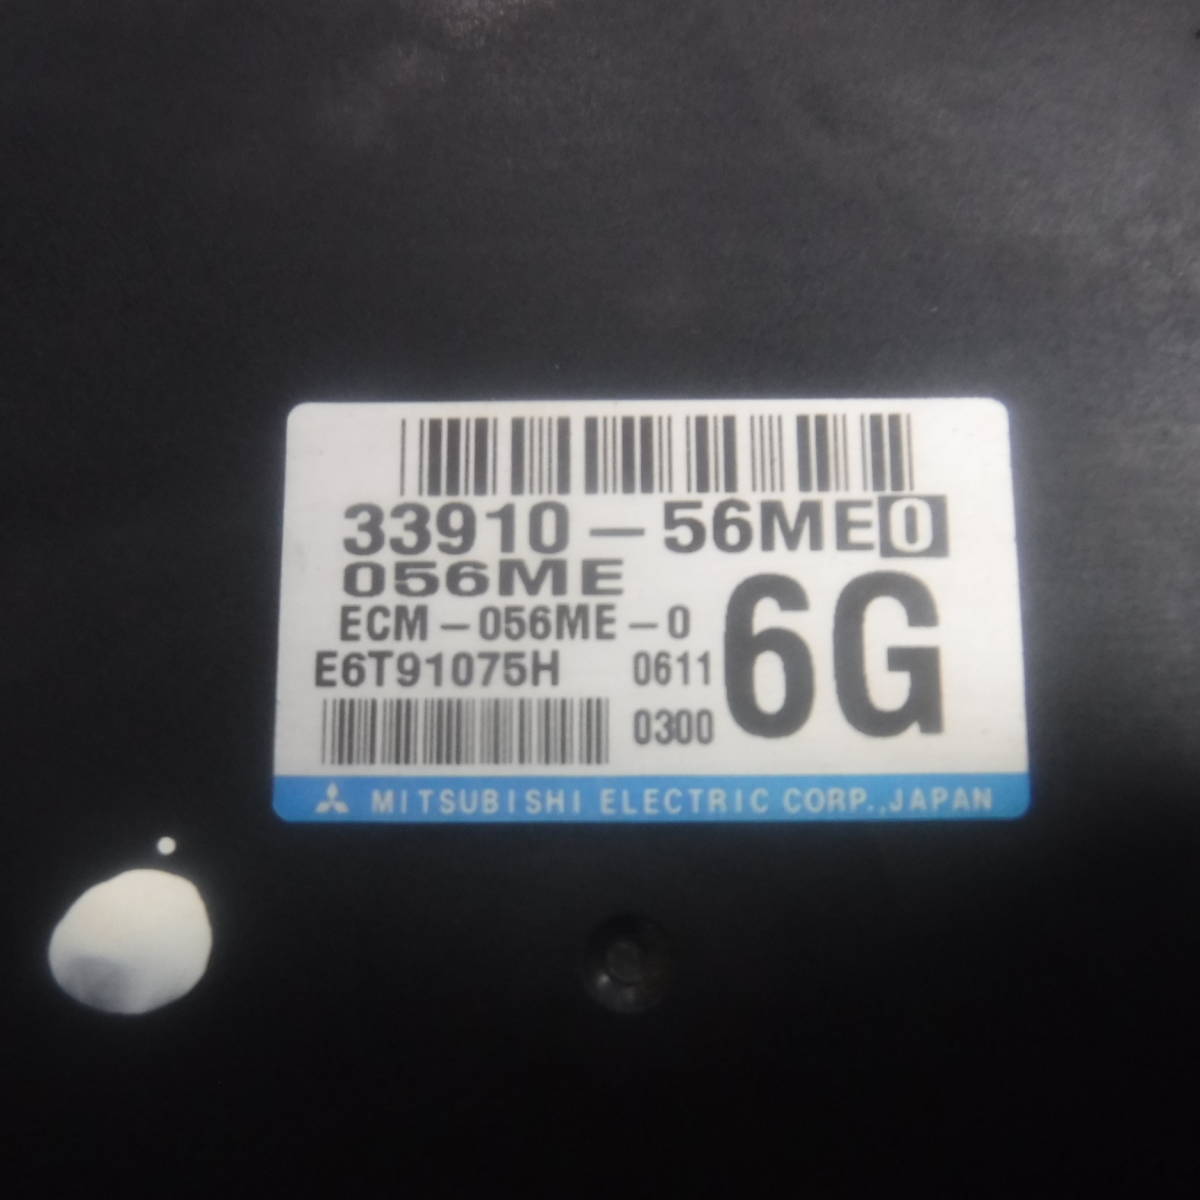 33910-56ME0
056ME
ECM-056ME-0
6G
E6T91075H 0611
0300
MITSUBISHI ELECTRIC CORP.,JAPAN